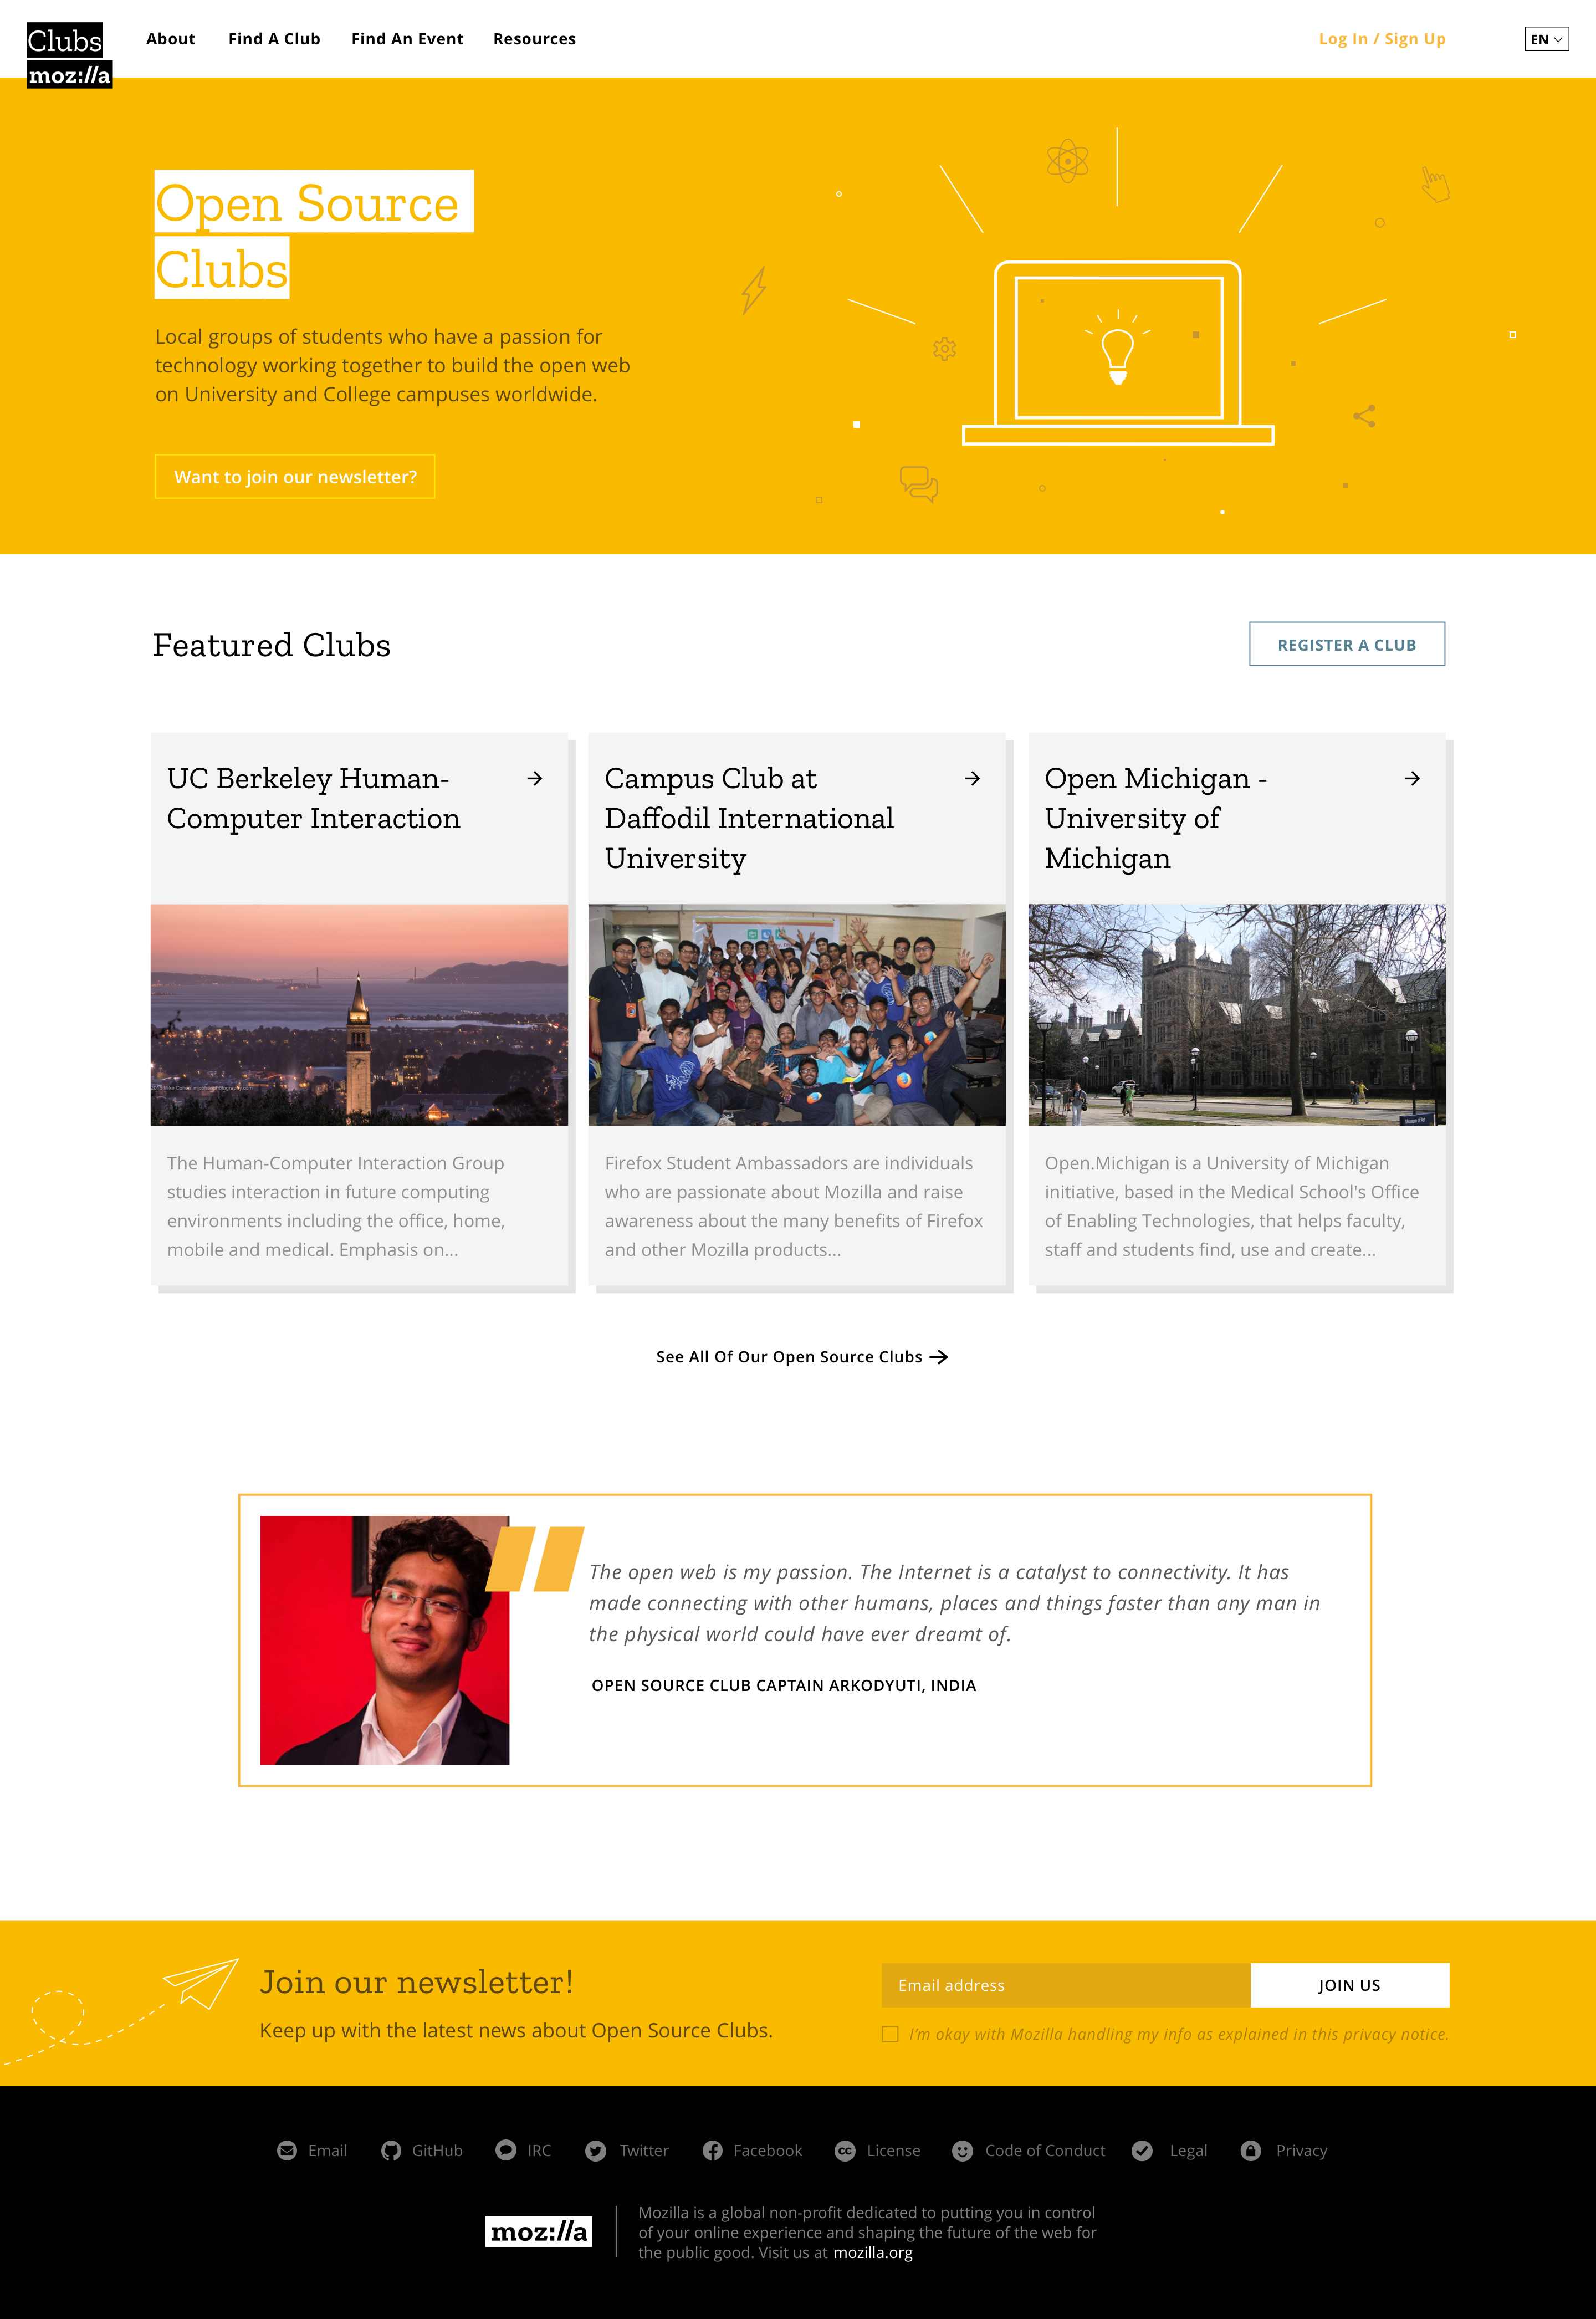 Clubs
moz://a
About
Find A Club
Find An Event
Resources
Log In / Sign Up
EN
Open Source
Clubs
Local groups of students who have a passion for
technology working together to build the open web
on University and College campuses worldwide.
Want to join our newsletter?
Featured Clubs
REGISTER A CLUB
UC Berkeley Human-
Computer Interaction
The Human-Computer Interaction Group
studies interaction in future computing
environments including the office, home,
mobile and medical. Emphasis on...
Campus Club at
Daffodil International
University
Firefox Student Ambassadors are individuals
who are passionate about Mozilla and raise
awareness about the many benefits of Firefox
and other Mozilla products...
Open Michigan -
University of
Michigan
Open.Michigan is a University of Michigan
initiative, based in the Medical School's Office
of Enabling Technologies, that helps faculty,
staff and students find, use and create...
See All Of Our Open Source Clubs
The open web is my passion. The Internet is a catalyst to connectivity. It has
made connecting with other humans, places and things faster than any man in
the physical world could have ever dreamt of.
OPEN SOURCE CLUB CAPTAIN ARKODYUTI, INDIA
Join our newsletter!
Keep up with the latest news about Open Source Clubs.
Email address
JOIN US
I'm okay with Mozilla handling my info as explained in this privacy notice.
Email
GitHub
IRC
Twitter
Facebook
cc
License
Code of Conduct
Legal
Privacy
moz://a
Mozilla is a global non-profit dedicated to putting you in control
of your online experience and shaping the future of the web for
the public good. Visit us at mozilla.org